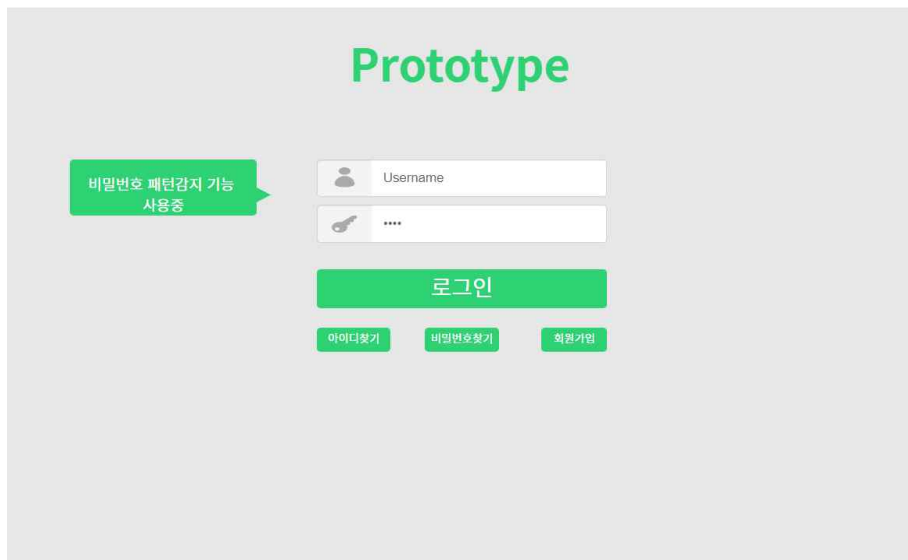 Prototype
비밀번호 패턴감지 기능
사용중
Username
••••
로그인
아이디찾기
비밀번호찾기
회원가입